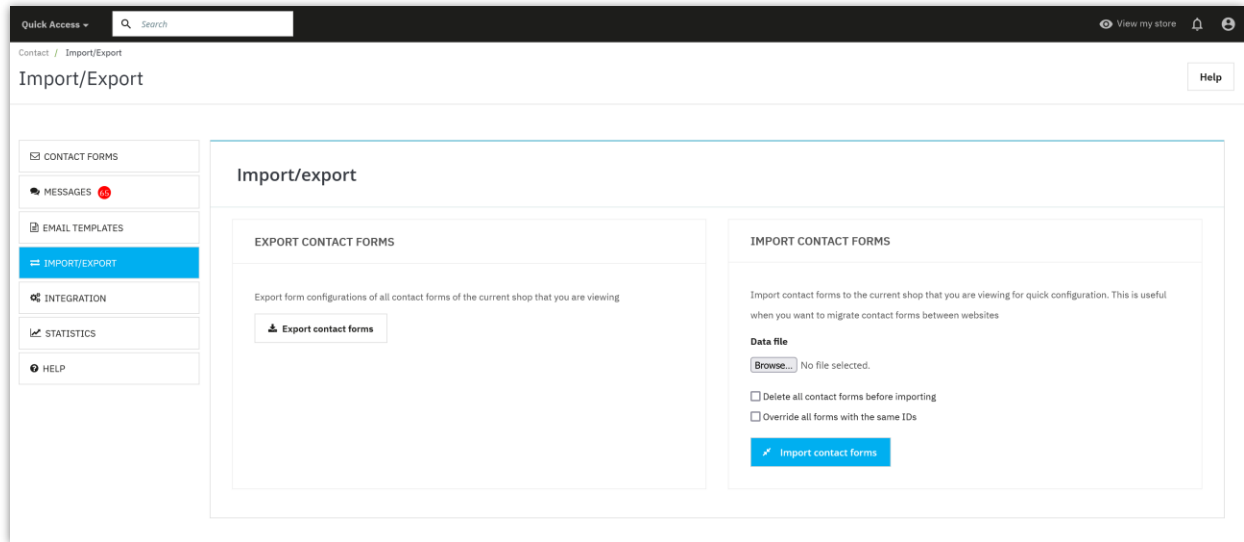 Quick Access
Search
View my store
Contact / Import/Export
Import/Export
Help
CONTACT FORMS
MESSAGES 65
EMAIL TEMPLATES
IMPORT/EXPORT
INTEGRATION
STATISTICS
HELP
Import/export
EXPORT CONTACT FORMS
Export form configurations of all contact forms of the current shop that you are viewing
Export contact forms
IMPORT CONTACT FORMS
Import contact forms to the current shop that you are viewing for quick configuration. This is useful
when you want to migrate contact forms between websites
Data file
Browse... No file selected.
Delete all contact forms before importing
Override all forms with the same IDs
Import contact forms